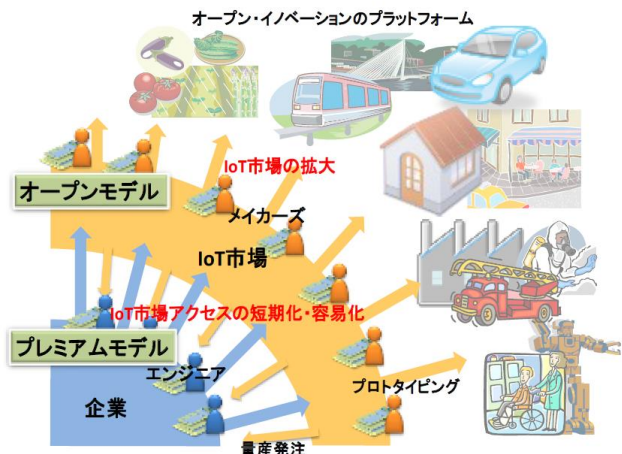 オープン・イノベーションのプラットフォーム
IoT市場の拡大
オープンモデル
メイカーズ
IoT市場
IoT市場アクセスの短期化・容易化
プレミアムモデル
エンジニア
プロトタイピング
企業
量産発注